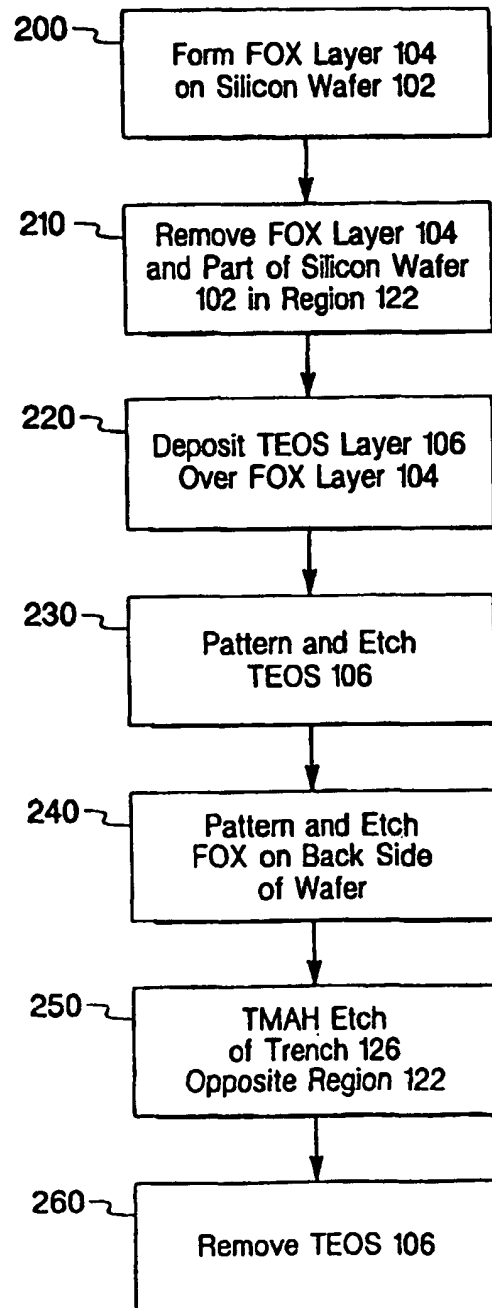 200
Form FOX Layer 104
on Silicon Wafer 102
210
Remove FOX Layer 104
and Part of Silicon Wafer
102 in Region 122
220
Deposit TEOS Layer 106
Over FOX Layer 104
230
Pattern and Etch
TEOS 106
240
Pattern and Etch
FOX on Back Side
of Wafer
250
TMAH Etch
of Trench 126
Opposite Region 122
260
Remove TEOS 106